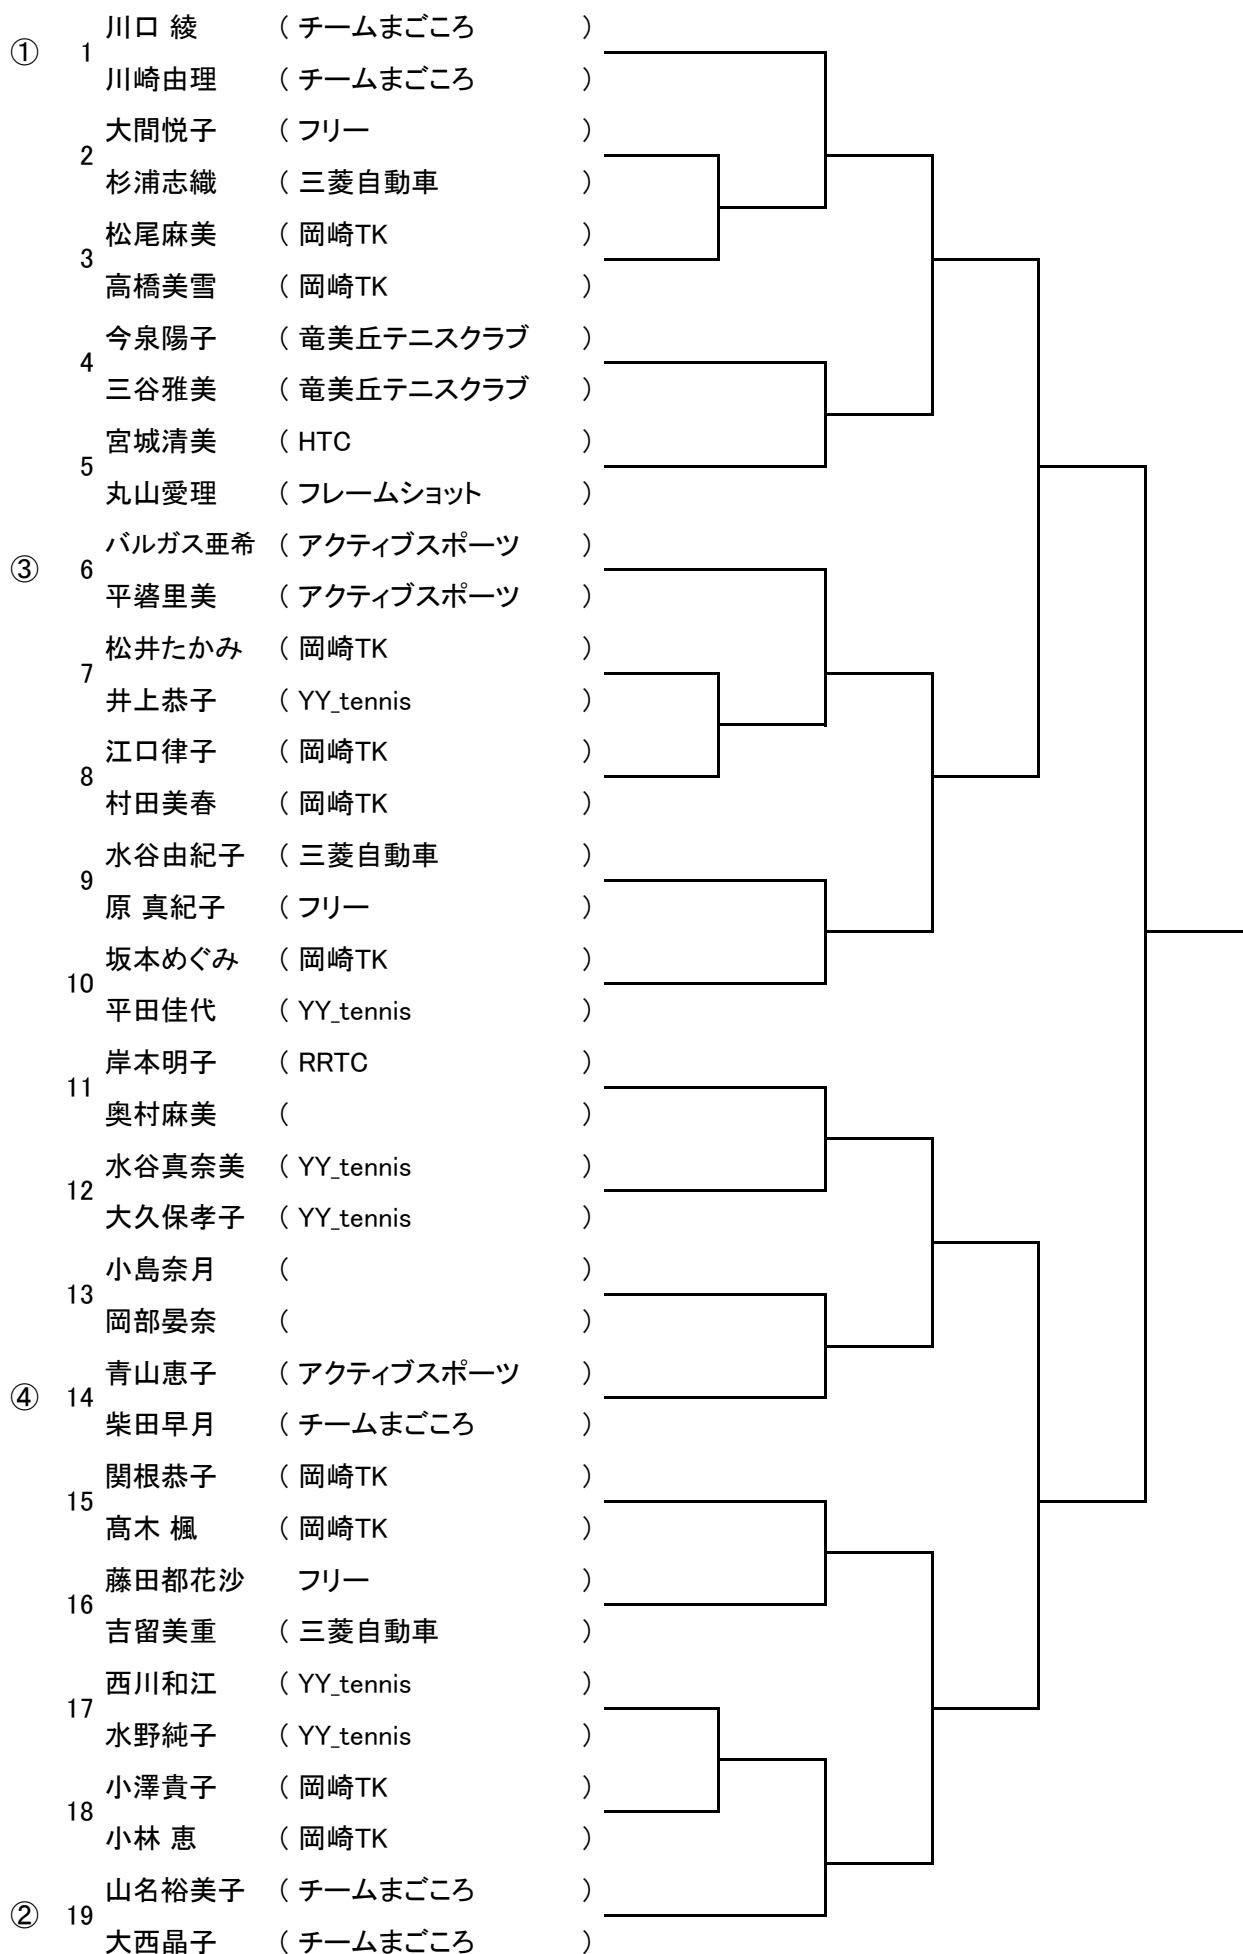 川口 綾 ( チームまごころ )
① 1
川崎由理 ( チームまごころ )
大間悦子 ( フリー )
2
杉浦志織 ( 三菱自動車 )
松尾麻美 ( 岡崎TK )
3
高橋美雪 ( 岡崎TK )
今泉陽子 ( 竜美丘テニスクラブ )
4
三谷雅美 ( 竜美丘テニスクラブ )
宮城清美 ( HTC )
5
丸山愛理 ( フレームショット )
バルガス亜希 ( アクティブスポーツ )
③ 6
平碆里美 ( アクティブスポーツ )
松井たかみ ( 岡崎TK )
7
井上恭子 ( YY_tennis )
江口律子 ( 岡崎TK )
8
村田美春 ( 岡崎TK )
水谷由紀子 ( 三菱自動車 )
9
原 真紀子 ( フリー )
坂本めぐみ ( 岡崎TK )
10
平田佳代 ( YY_tennis )
岸本明子 ( RRTC )
11
奥村麻美 ( )
水谷真奈美 ( YY_tennis )
12
大久保孝子 ( YY_tennis )
小島奈月 ( )
13
岡部晏奈 ( )
青山恵子 ( アクティブスポーツ )
④ 14
柴田早月 ( チームまごころ )
関根恭子 ( 岡崎TK )
15
髙木 楓 ( 岡崎TK )
藤田都花沙 フリー )
16
吉留美重 ( 三菱自動車 )
西川和江 ( YY_tennis )
17
水野純子 ( YY_tennis )
小澤貴子 ( 岡崎TK )
18
小林 恵 ( 岡崎TK )
山名裕美子 ( チームまごころ )
② 19
大西晶子 ( チームまごころ )